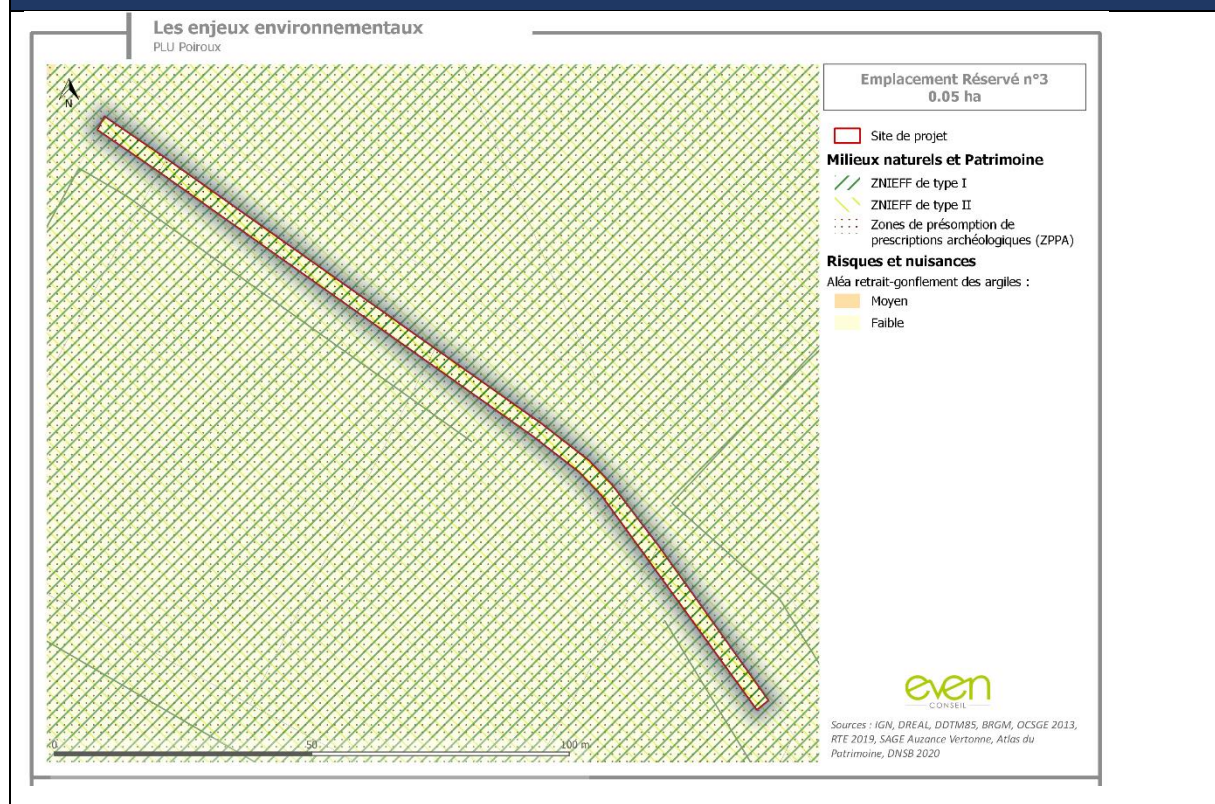 Les enjeux environnementaux
PLU Poiroux
N
Emplacement Réservé n°3
0.05 ha
Site de projet
Milieux naturels et Patrimoine
ZNIEFF de type I
ZNIEFF de type II
Zones de présomption de
prescriptions archéologiques (ZPPA)
Risques et nuisances
Aléa retrait-gonflement des argiles :
Moyen
Faible
even
CONSEIL
Sources : IGN, DREAL, DDTM85, BRGM, OCSGE 2013,
RTE 2019, SAGE Auzance Vertonne, Atlas du
Patrimoine, DNSB 2020
0 50 100 m